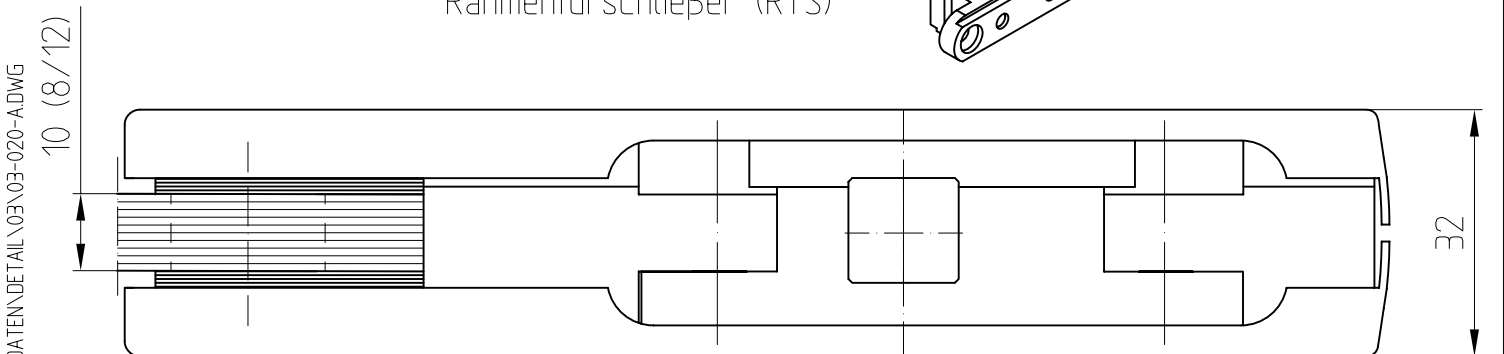 Rahmentürschließer (RTS)
10 (8/12)
32
DATEN\DETAIL\03\03-020-A.DWG